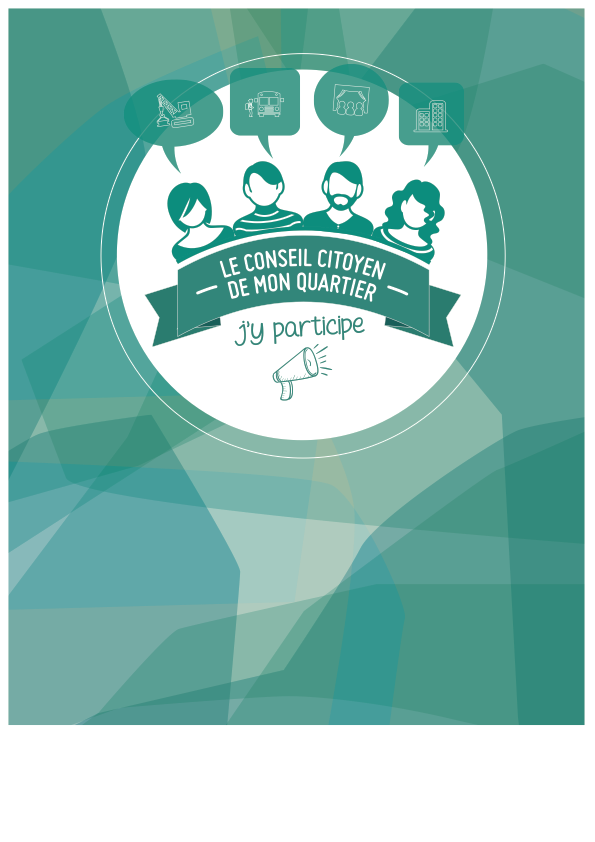 LE CONSEIL CITOYEN
DE MON QUARTIER
j'y participe